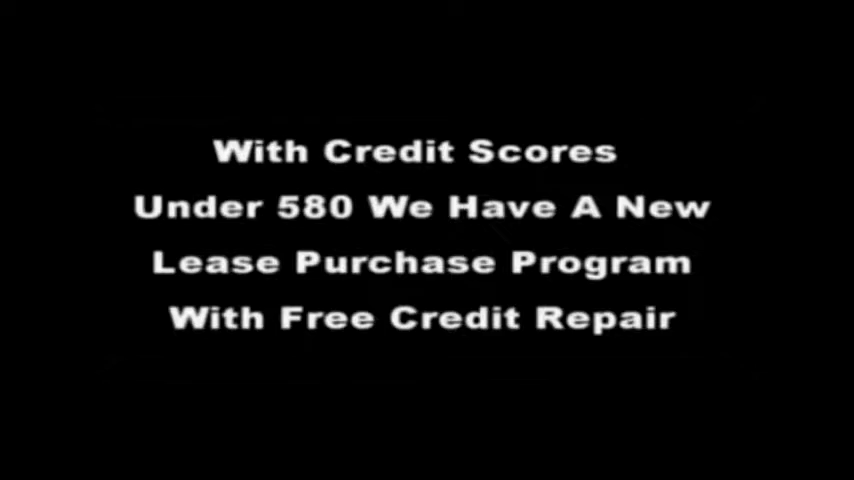 With Credit Scores
Under 580 We Have A New
Lease Purchase Program
With Free Credit Repair